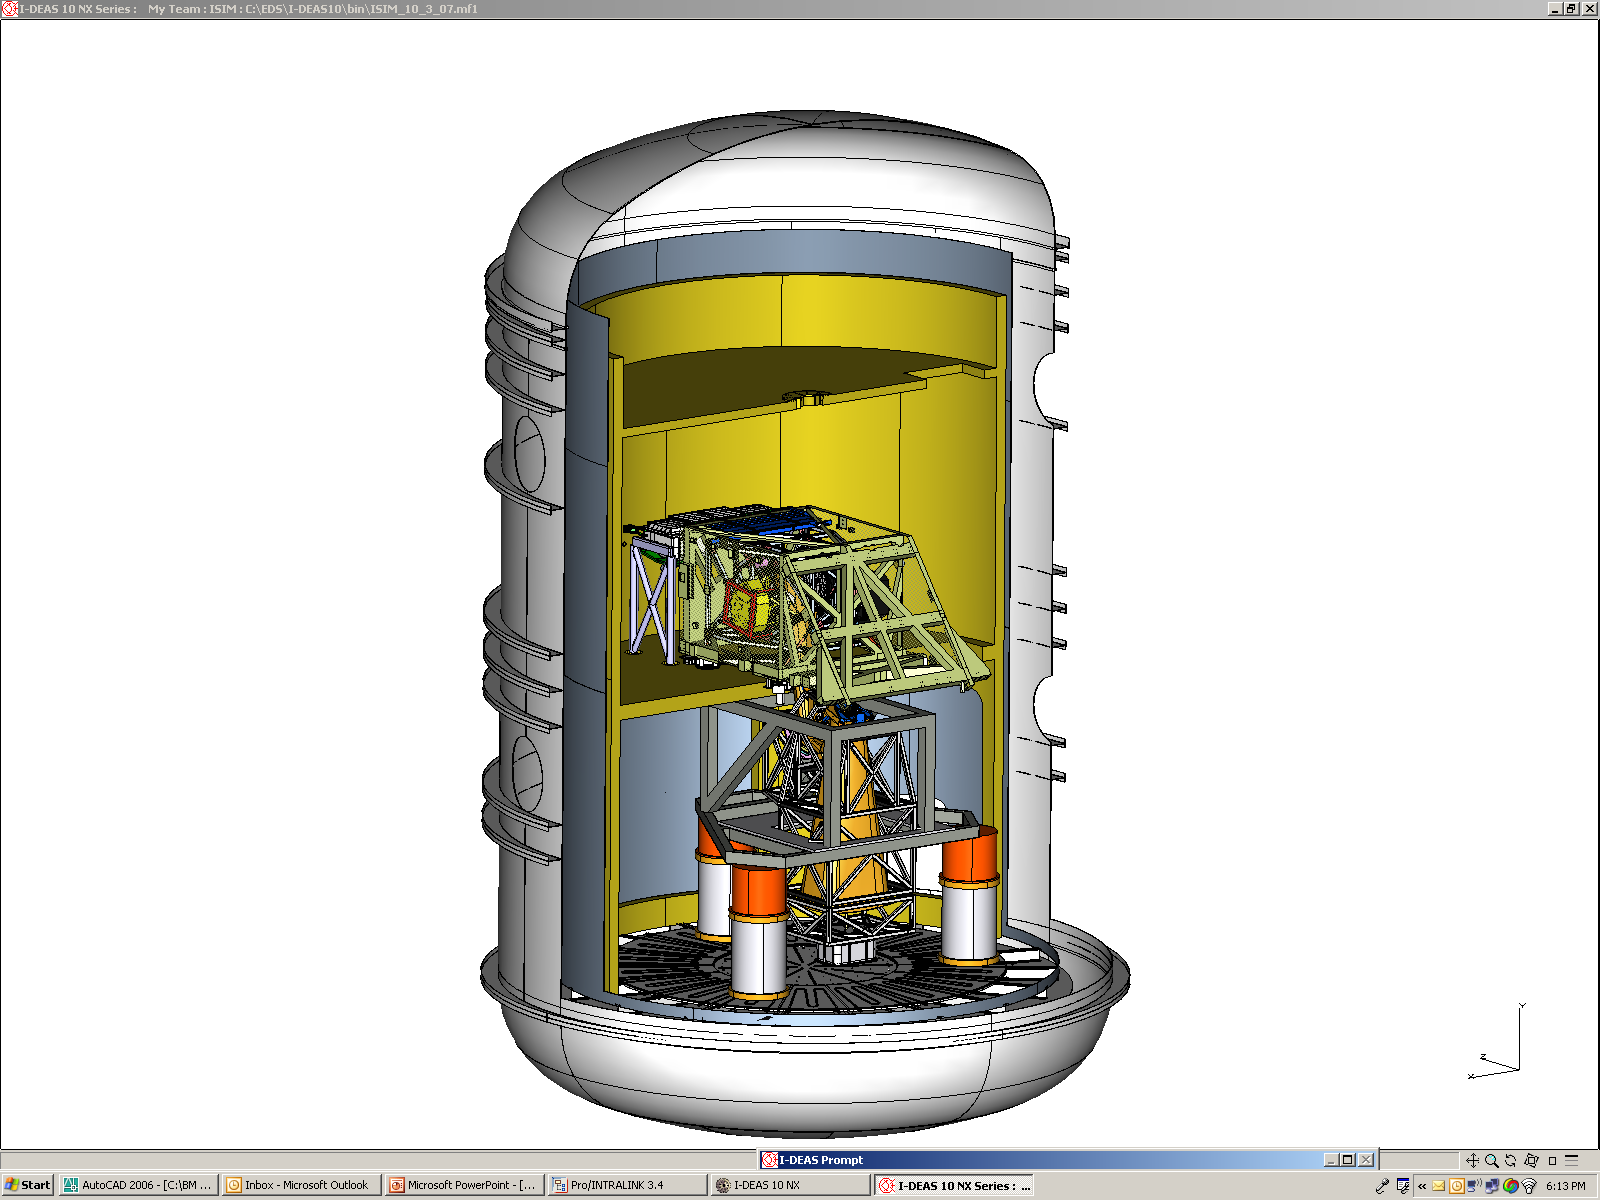 I-DEAS 10 NX Series :   My Team : ISIM : C:\EDS\I-DEAS10\bin\ISIM_10_3_07.mf1
Y
Z
X
I-DEAS Prompt
Start
AutoCAD 2006 - [C:\BM ...
Inbox - Microsoft Outlook
Microsoft PowerPoint - [...
Pro/INTRALINK 3.4
I-DEAS 10 NX
I-DEAS 10 NX Series : ...
6:13 PM